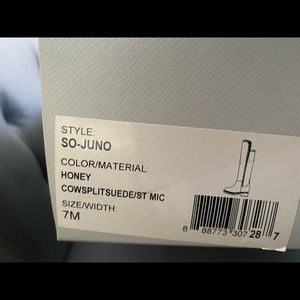 STYLE:
SO-JUNO
COLOR/MATERIAL:
HONEY
COWSPLITSUEDE/ST MIC
SIZE/WIDTH:
7M
8 88773 30728 7